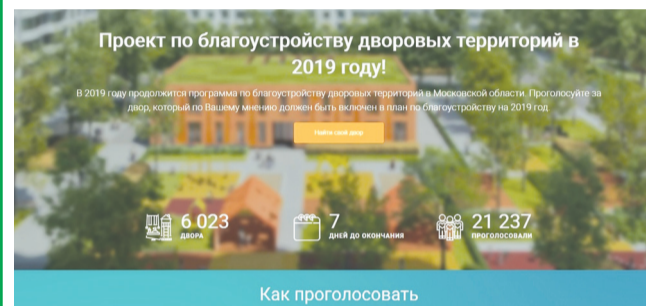 Проект по благоустройству дворовых территорий в
2019 году!
В 2019 году продолжится программа по благоустройству дворовых территорий в Московской области. Проголосуйте за
двор, который по Вашему мнению должен быть включен в план по благоустройству на 2019 год
Найти свой двор
6 023
ДВОРА
7
ДНЕЙ ДО ОКОНЧАНИЯ
21 237
ПРОГОЛОСОВАЛИ
Как проголосовать